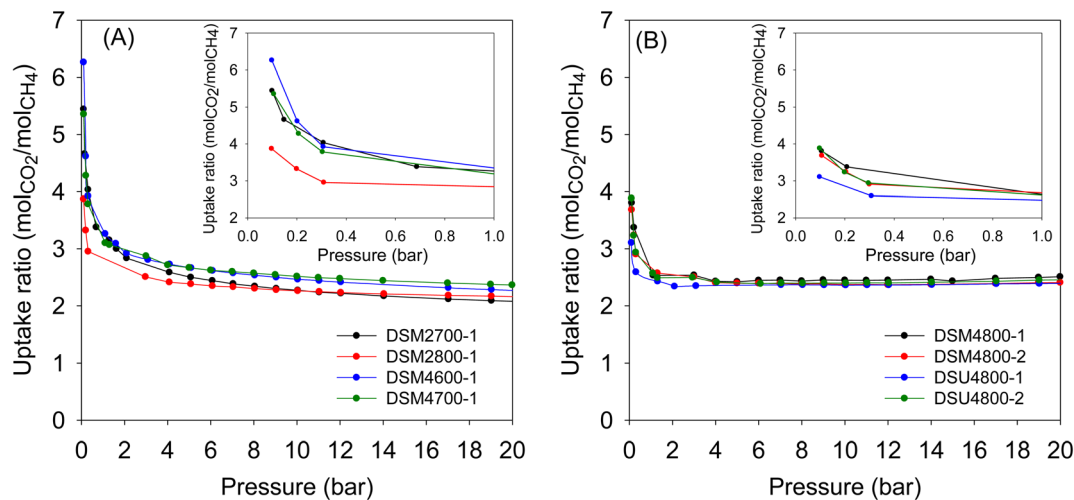 (A)
Uptake ratio (molCO2/molCH4)
7
6
5
4
3
2
1
0
0 2 4 6 8 10 12 14 16 18 20
Pressure (bar)
Uptake ratio (molCO2/molCH4)
7
6
5
4
3
2
0.0 0.2 0.4 0.6 0.8 1.0
Pressure (bar)
DSM2700-1
DSM2800-1
DSM4600-1
DSM4700-1
(B)
Uptake ratio (molCO2/molCH4)
7
6
5
4
3
2
1
0
0 2 4 6 8 10 12 14 16 18 20
Pressure (bar)
Uptake ratio (molCO2/molCH4)
7
6
5
4
3
2
0.0 0.2 0.4 0.6 0.8 1.0
Pressure (bar)
DSM4800-1
DSM4800-2
DSU4800-1
DSU4800-2